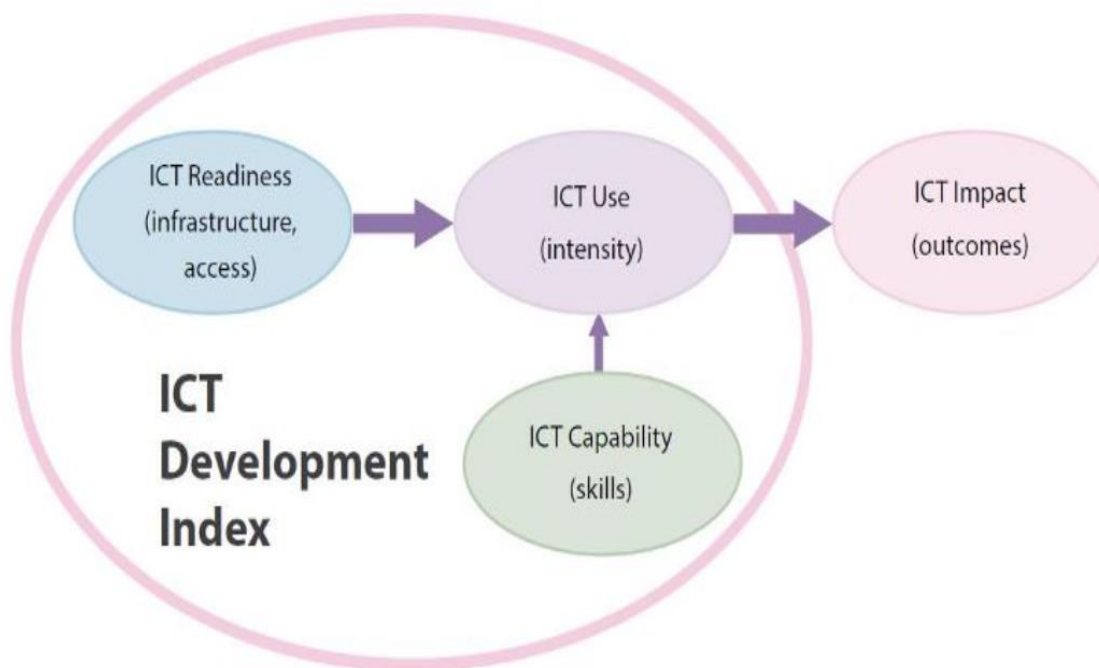 ICT Readiness
(infrastructure,
access)
ICT Use
(intensity)
ICT Impact
(outcomes)
ICT Capability
(skills)
ICT
Development
Index